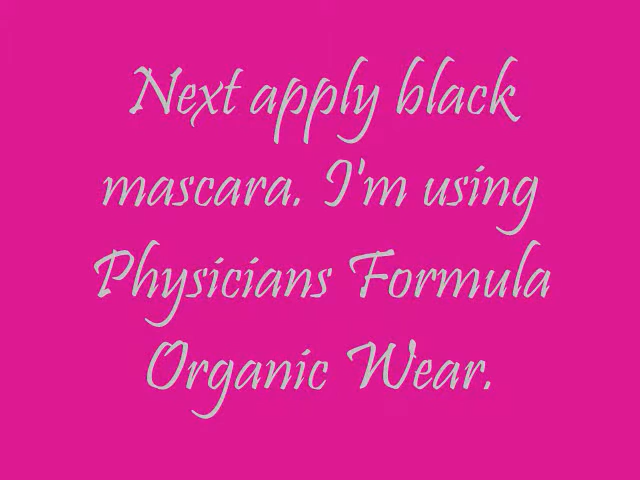 Next apply black
mascara. I'm using
Physicians Formula
Organic Wear.